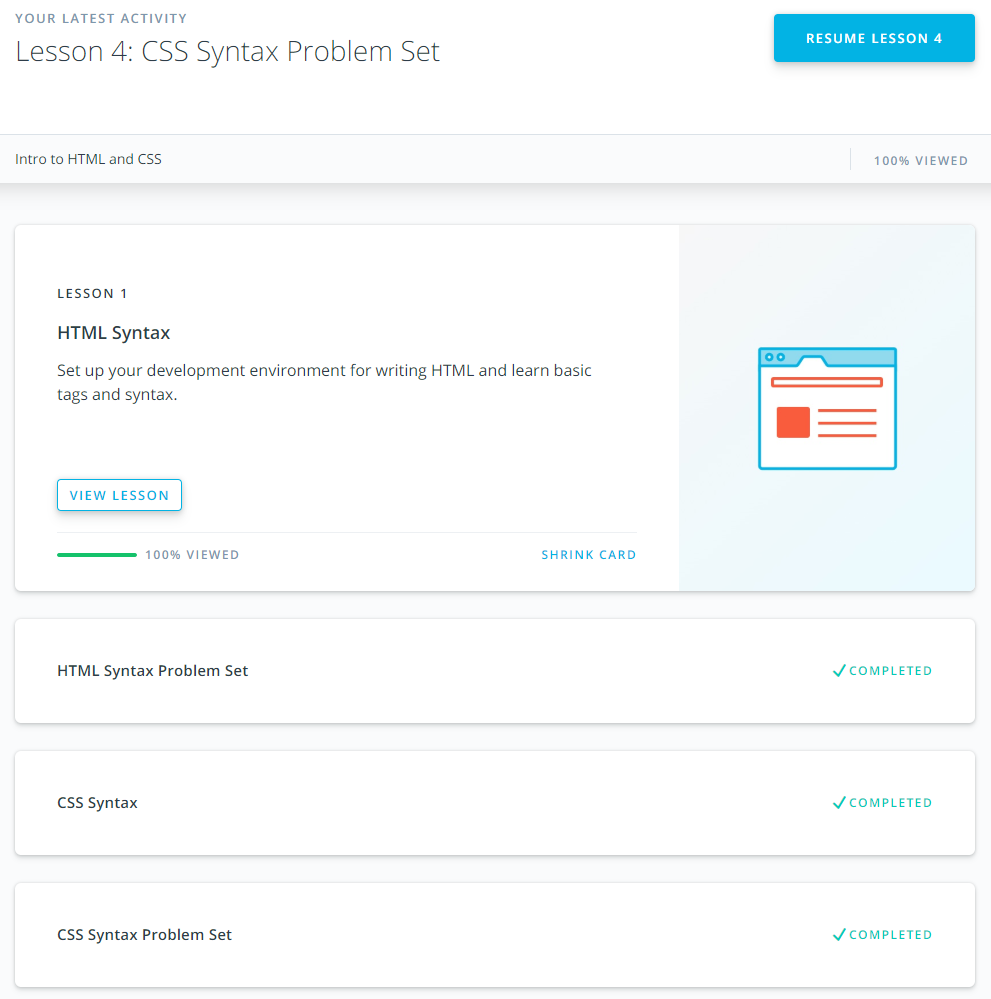 YOUR LATEST ACTIVITY
Lesson 4: CSS Syntax Problem Set
RESUME LESSON 4
Intro to HTML and CSS
100% VIEWED
LESSON 1
HTML Syntax
Set up your development environment for writing HTML and learn basic
tags and syntax.
VIEW LESSON
100% VIEWED
SHRINK CARD
HTML Syntax Problem Set
COMPLETED
CSS Syntax
COMPLETED
CSS Syntax Problem Set
COMPLETED